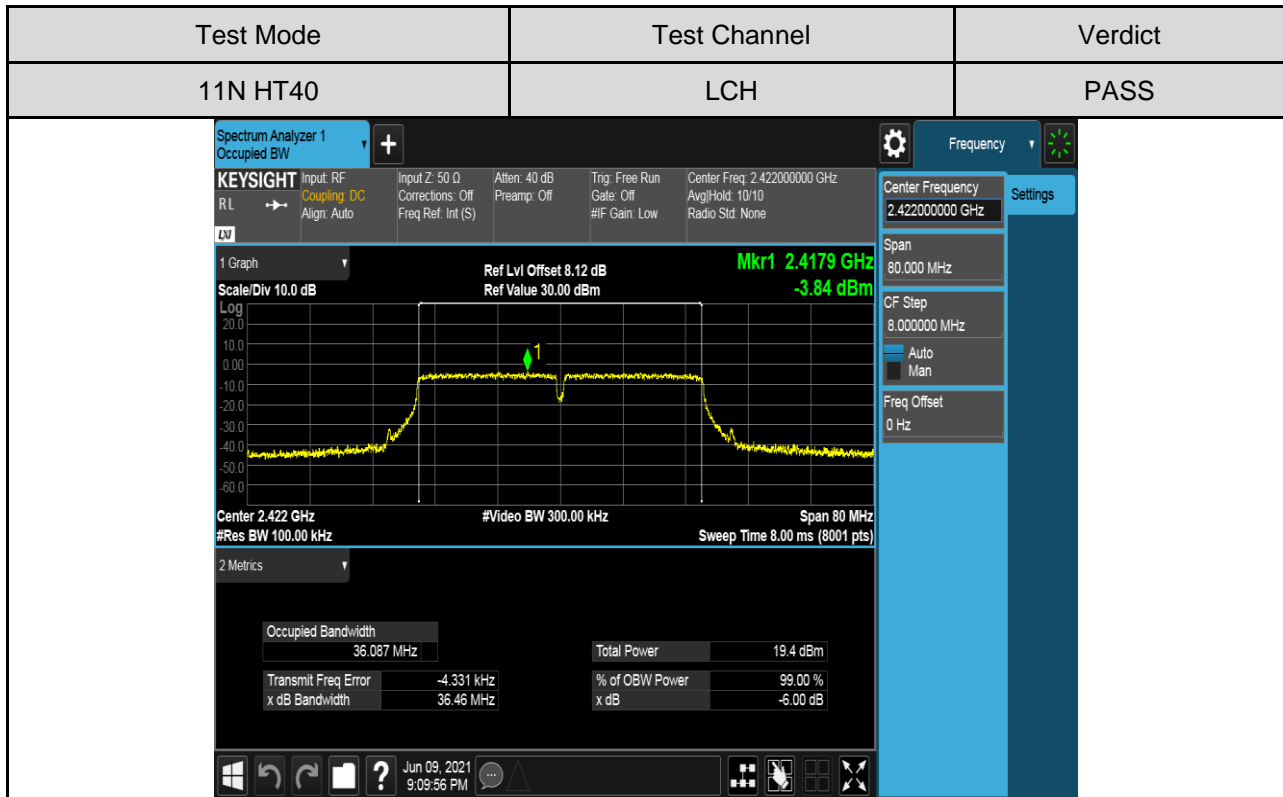 Test Mode Test Channel Verdict
11N HT40 LCH PASS
Spectrum Analyzer 1
Occupied BW
+
Frequency
KEYSIGHT
RL
LXI
Input: RF
Coupling: DC
Align: Auto
Input Z: 50 Ω
Corrections: Off
Freq Ref: Int (S)
Atten: 40 dB
Preamp: Off
Trig: Free Run
Gate: Off
#IF Gain: Low
Center Freq: 2.422000000 GHz
Avg|Hold: 10/10
Radio Std: None
Center Frequency
2.422000000 GHz
Settings
Span
80.000 MHz
CF Step
8.000000 MHz
Auto
Man
Freq Offset
0 Hz
1 Graph
Scale/Div 10.0 dB
Ref Lvl Offset 8.12 dB
Ref Value 30.00 dBm
Mkr1 2.4179 GHz
-3.84 dBm
Log
20.0
10.0
0.00
-10.0
-20.0
-30.0
-40.0
-50.0
-60.0
1
Center 2.422 GHz
#Res BW 100.00 kHz
#Video BW 300.00 kHz
Span 80 MHz
Sweep Time 8.00 ms (8001 pts)
2 Metrics
Occupied Bandwidth
36.087 MHz
Total Power 19.4 dBm
Transmit Freq Error -4.331 kHz
% of OBW Power 99.00 %
x dB Bandwidth 36.46 MHz
x dB -6.00 dB
?
Jun 09, 2021
9:09:56 PM